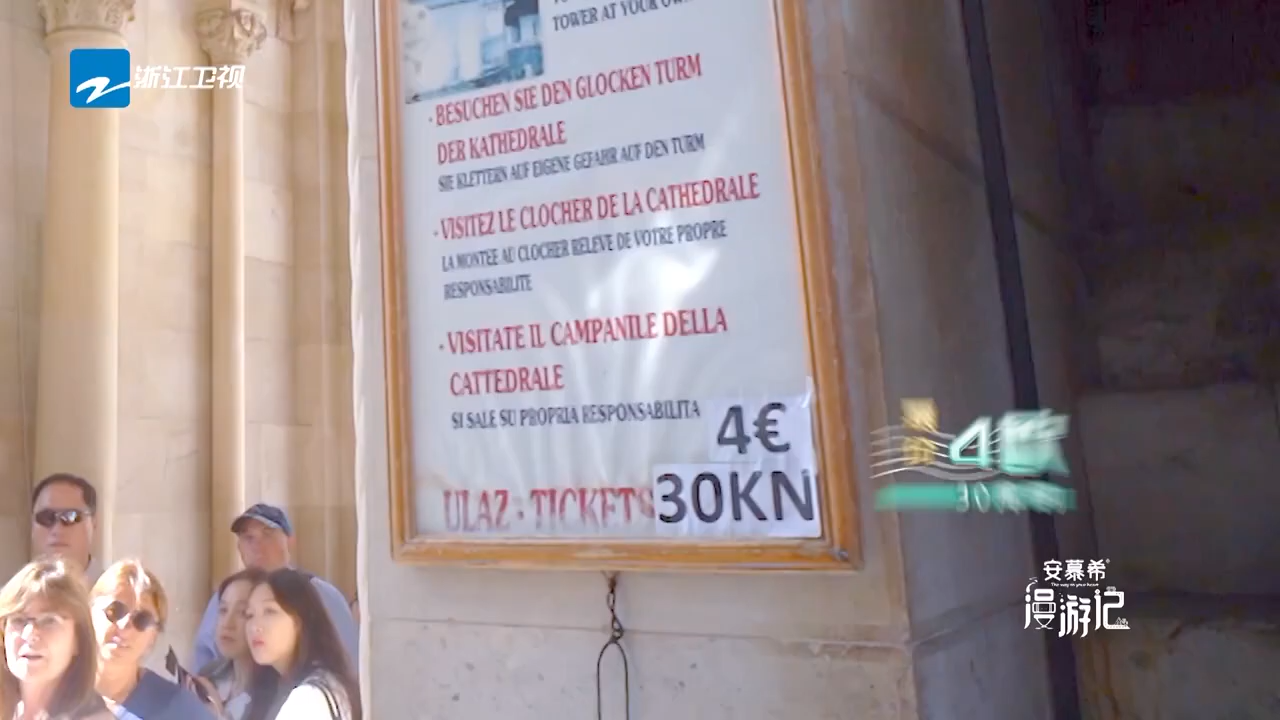 浙江卫视
TOWER AT YOUR OWN
· BESUCHEN SIE DEN GLOCKEN TURM
DER KATHEDRALE
SIE KLETTERN AUF EIGENE GEFAHR AUF DEN TURM
· VISITEZ LE CLOCHER DE LA CATHEDRALE
LA MONTEE AU CLOCHER RELEVE DE VOTRE PROPRE
RESPONSABILITE
· VISITATE IL CAMPANILE DELLA
CATTEDRALE
SI SALE SU PROPRIA RESPONSABILITA
4€
ULAZ - TICKETS 30KN
安慕希
漫游记